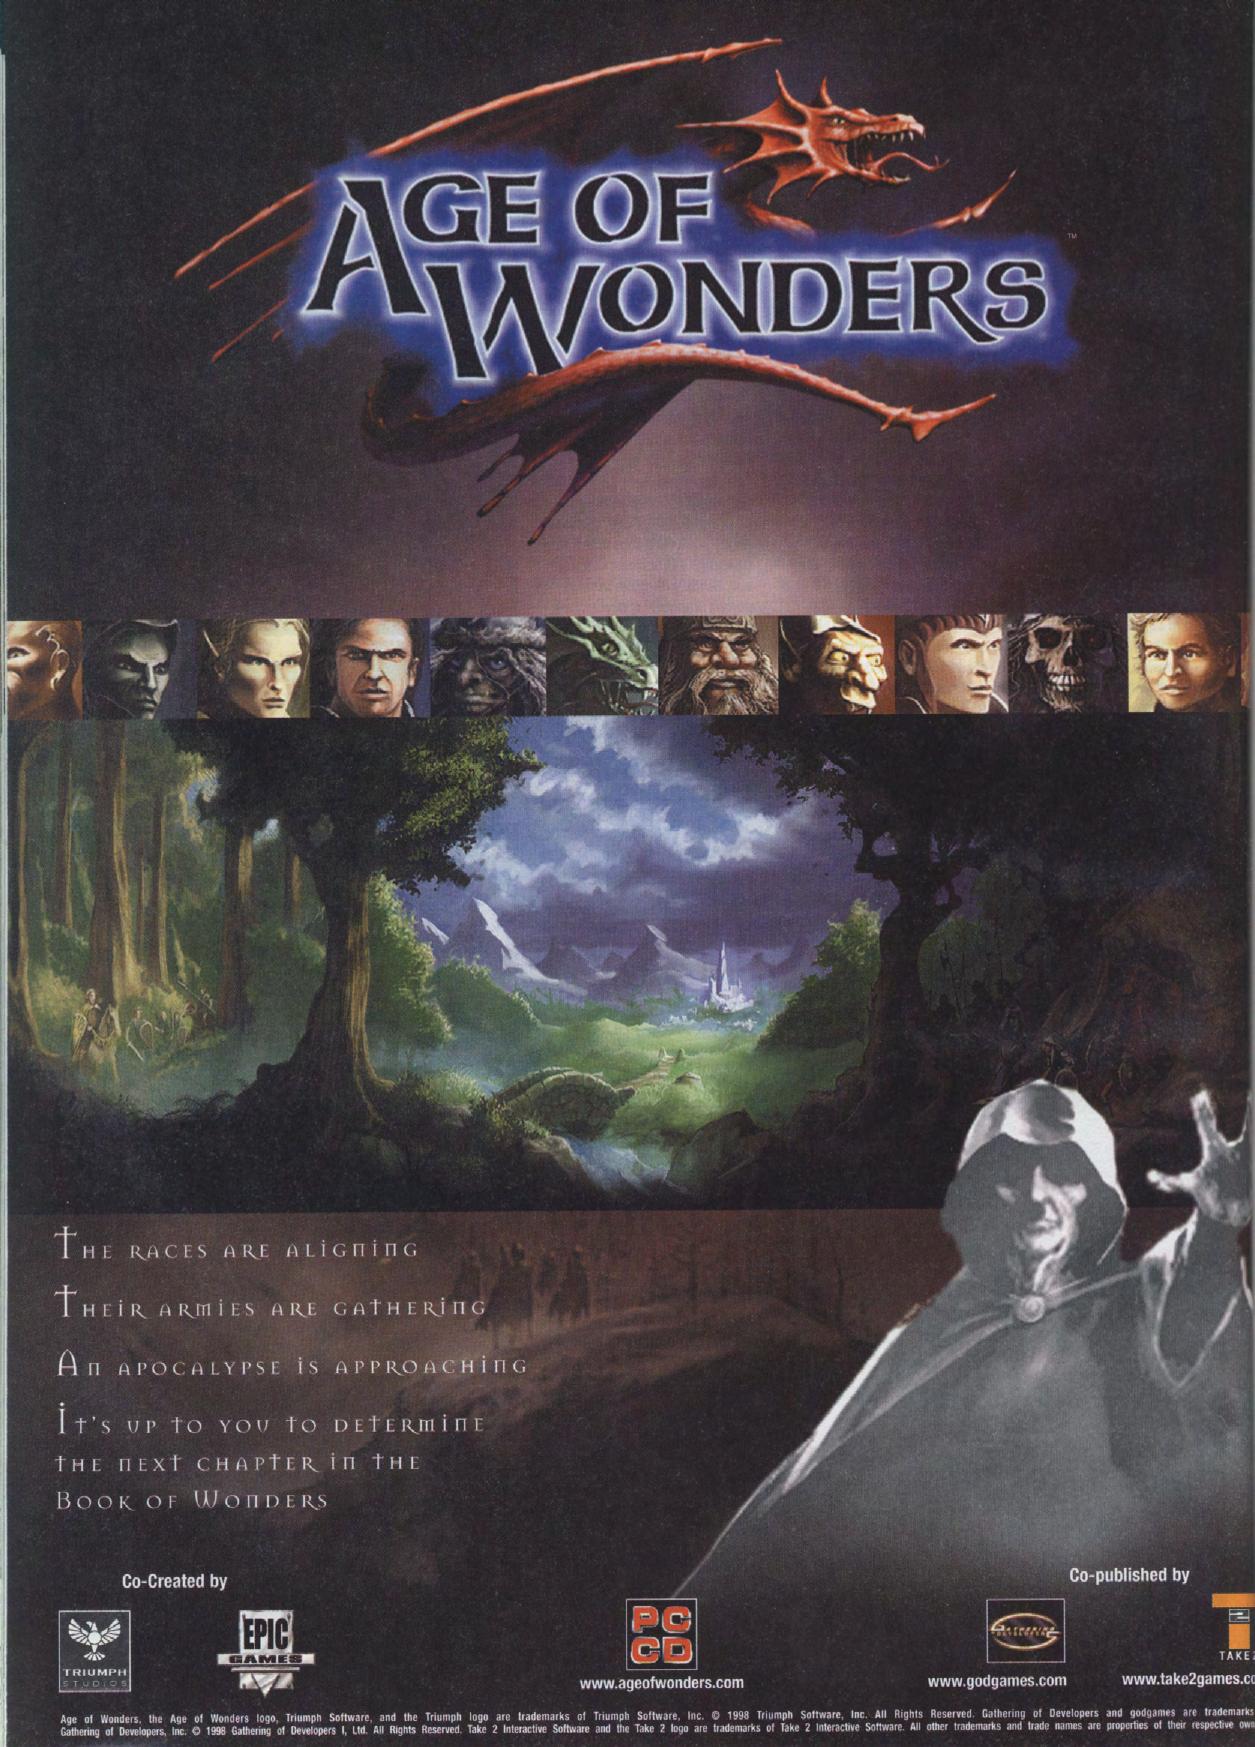 AGE OF
WONDERS
TM
THE RACES ARE ALIGNING
THEIR ARMIES ARE GATHERING
AN APOCALYPSE IS APPROACHING
IT'S UP TO YOU TO DETERMINE
THE NEXT CHAPTER IN THE
BOOK OF WONDERS
Co-Created by
Co-published by
TRIUMPH
STUDIOS
EPIC
GAMES
PC
CD
GATHERING
DEVELOPERS
T
2
TAKE2
www.ageofwonders.com
www.godgames.com
www.take2games.co
Age of Wonders, the Age of Wonders logo, Triumph Software, and the Triumph logo are trademarks of Triumph Software, Inc. © 1998 Triumph Software, Inc. All Rights Reserved. Gathering of Developers and godgames are trademarks
Gathering of Developers, Inc. © 1998 Gathering of Developers I, Ltd. All Rights Reserved. Take 2 Interactive Software and the Take 2 logo are trademarks of Take 2 Interactive Software. All other trademarks and trade names are properties of their respective own